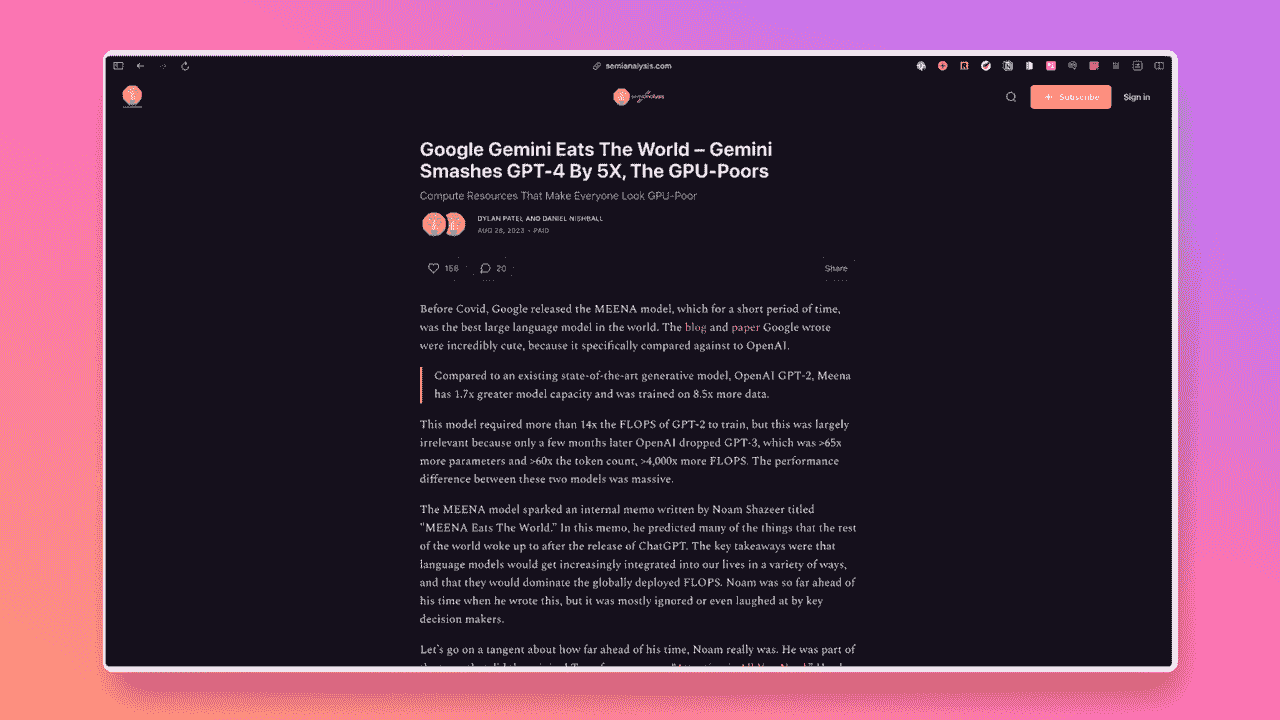 semianalysis.com
Subscribe
Sign in
Google Gemini Eats The World – Gemini
Smashes GPT-4 By 5X, The GPU-Poors
Compute Resources That Make Everyone Look GPU-Poor
DYLAN PATEL AND DANIEL NISHBALL
AUG 28, 2023 • PAID
156
20
Share
Before Covid, Google released the MEENA model, which for a short period of time,
was the best large language model in the world. The blog and paper Google wrote
were incredibly cute, because it specifically compared against to OpenAI.
Compared to an existing state-of-the-art generative model, OpenAI GPT-2, Meena
has 1.7x greater model capacity and was trained on 8.5x more data.
This model required more than 14x the FLOPS of GPT-2 to train, but this was largely
irrelevant because only a few months later OpenAI dropped GPT-3, which was >65x
more parameters and >60x the token count, >4,000x more FLOPS. The performance
difference between these two models was massive.
The MEENA model sparked an internal memo written by Noam Shazeer titled
"MEENA Eats The World." In this memo, he predicted many of the things that the rest
of the world woke up to after the release of ChatGPT. The key takeaways were that
language models would get increasingly integrated into our lives in a variety of ways,
and that they would dominate the globally deployed FLOPS. Noam was so far ahead of
his time when he wrote this, but it was mostly ignored or even laughed at by key
decision makers.
Let's go on a tangent about how far ahead of his time, Noam really was. He was part of